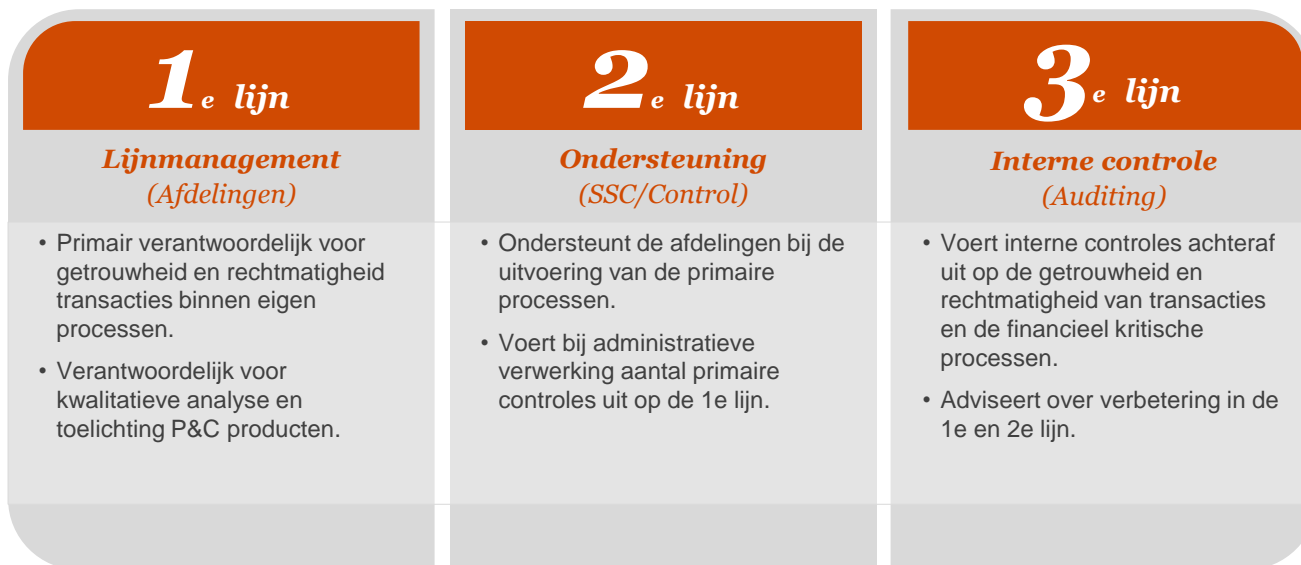 1e lijn
Lijnmanagement
(Afdelingen)
• Primair verantwoordelijk voor
getrouwheid en rechtmatigheid
transacties binnen eigen
processen.
• Verantwoordelijk voor
kwalitatieve analyse en
toelichting P&C producten.
2e lijn
Ondersteuning
(SSC/Control)
• Ondersteunt de afdelingen bij de
uitvoering van de primaire
processen.
• Voert bij administratieve
verwerking aantal primaire
controles uit op de 1e lijn.
3e lijn
Interne controle
(Auditing)
• Voert interne controles achteraf
uit op de getrouwheid en
rechtmatigheid van transacties
en de financieel kritische
processen.
• Adviseert over verbetering in de
1e en 2e lijn.